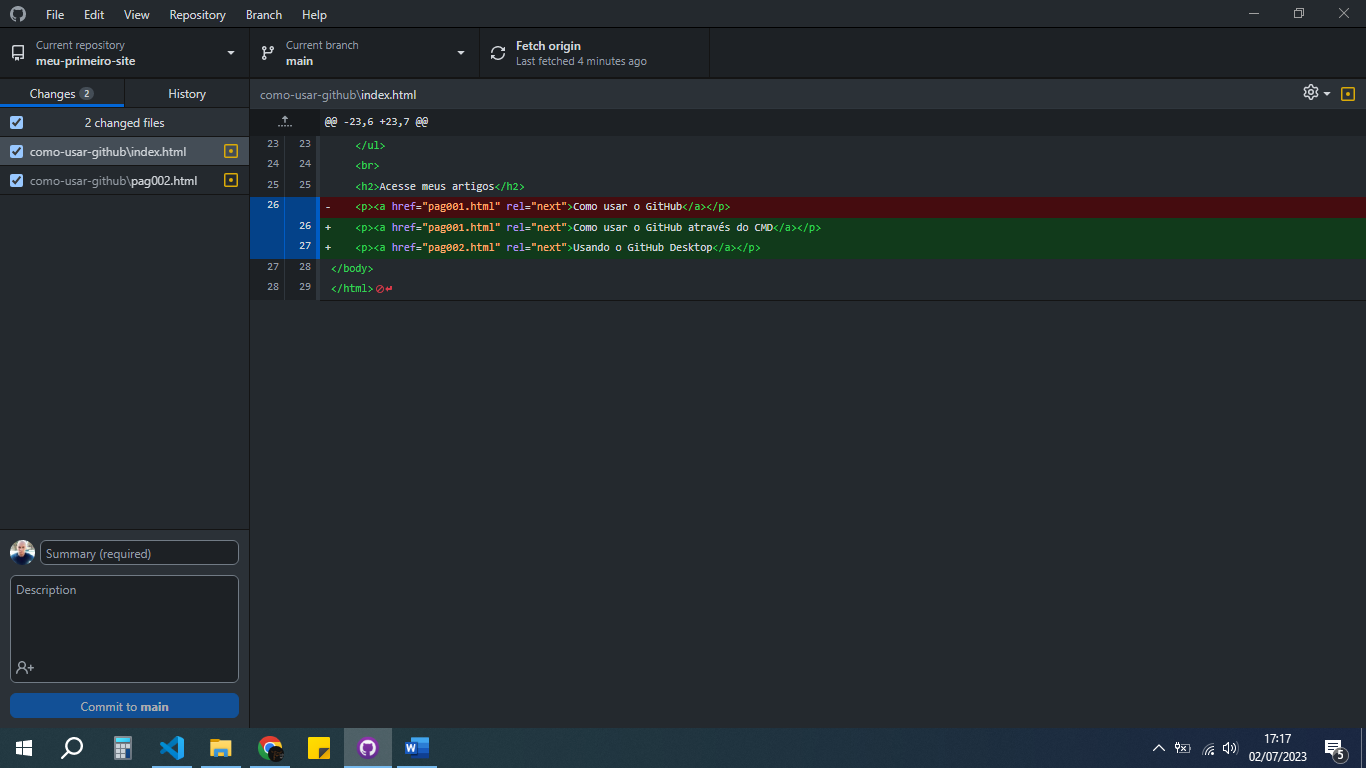 File Edit View Repository Branch Help
Current repository
meu-primeiro-site
Current branch
main
Fetch origin
Last fetched 4 minutes ago
Changes 2 History
como-usar-github\index.html
2 changed files
como-usar-github\index.html
como-usar-github\pag002.html
@@ -23,6 +23,7 @@
23 23 </ul>
24 24 <br>
25 25 <h2>Acesse meus artigos</h2>
26 - <p><a href="pag001.html" rel="next">Como usar o GitHub</a></p>
26 + <p><a href="pag001.html" rel="next">Como usar o GitHub através do CMD</a></p>
27 + <p><a href="pag002.html" rel="next">Usando o GitHub Desktop</a></p>
27 28 </body>
28 29 </html>
Summary (required)
Description
Commit to main
17:17
02/07/2023
5